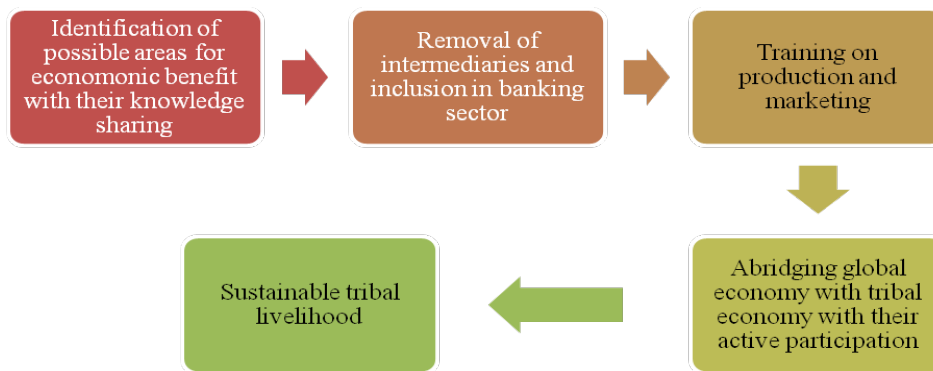 Identification of
possible areas for
economonic benefit
with their knowledge
sharing
Removal of
intermediaries and
inclusion in banking
sector
Training on
production and
marketing
Abridging global
economy with tribal
economy with their
active participation
Sustainable tribal
livelihood